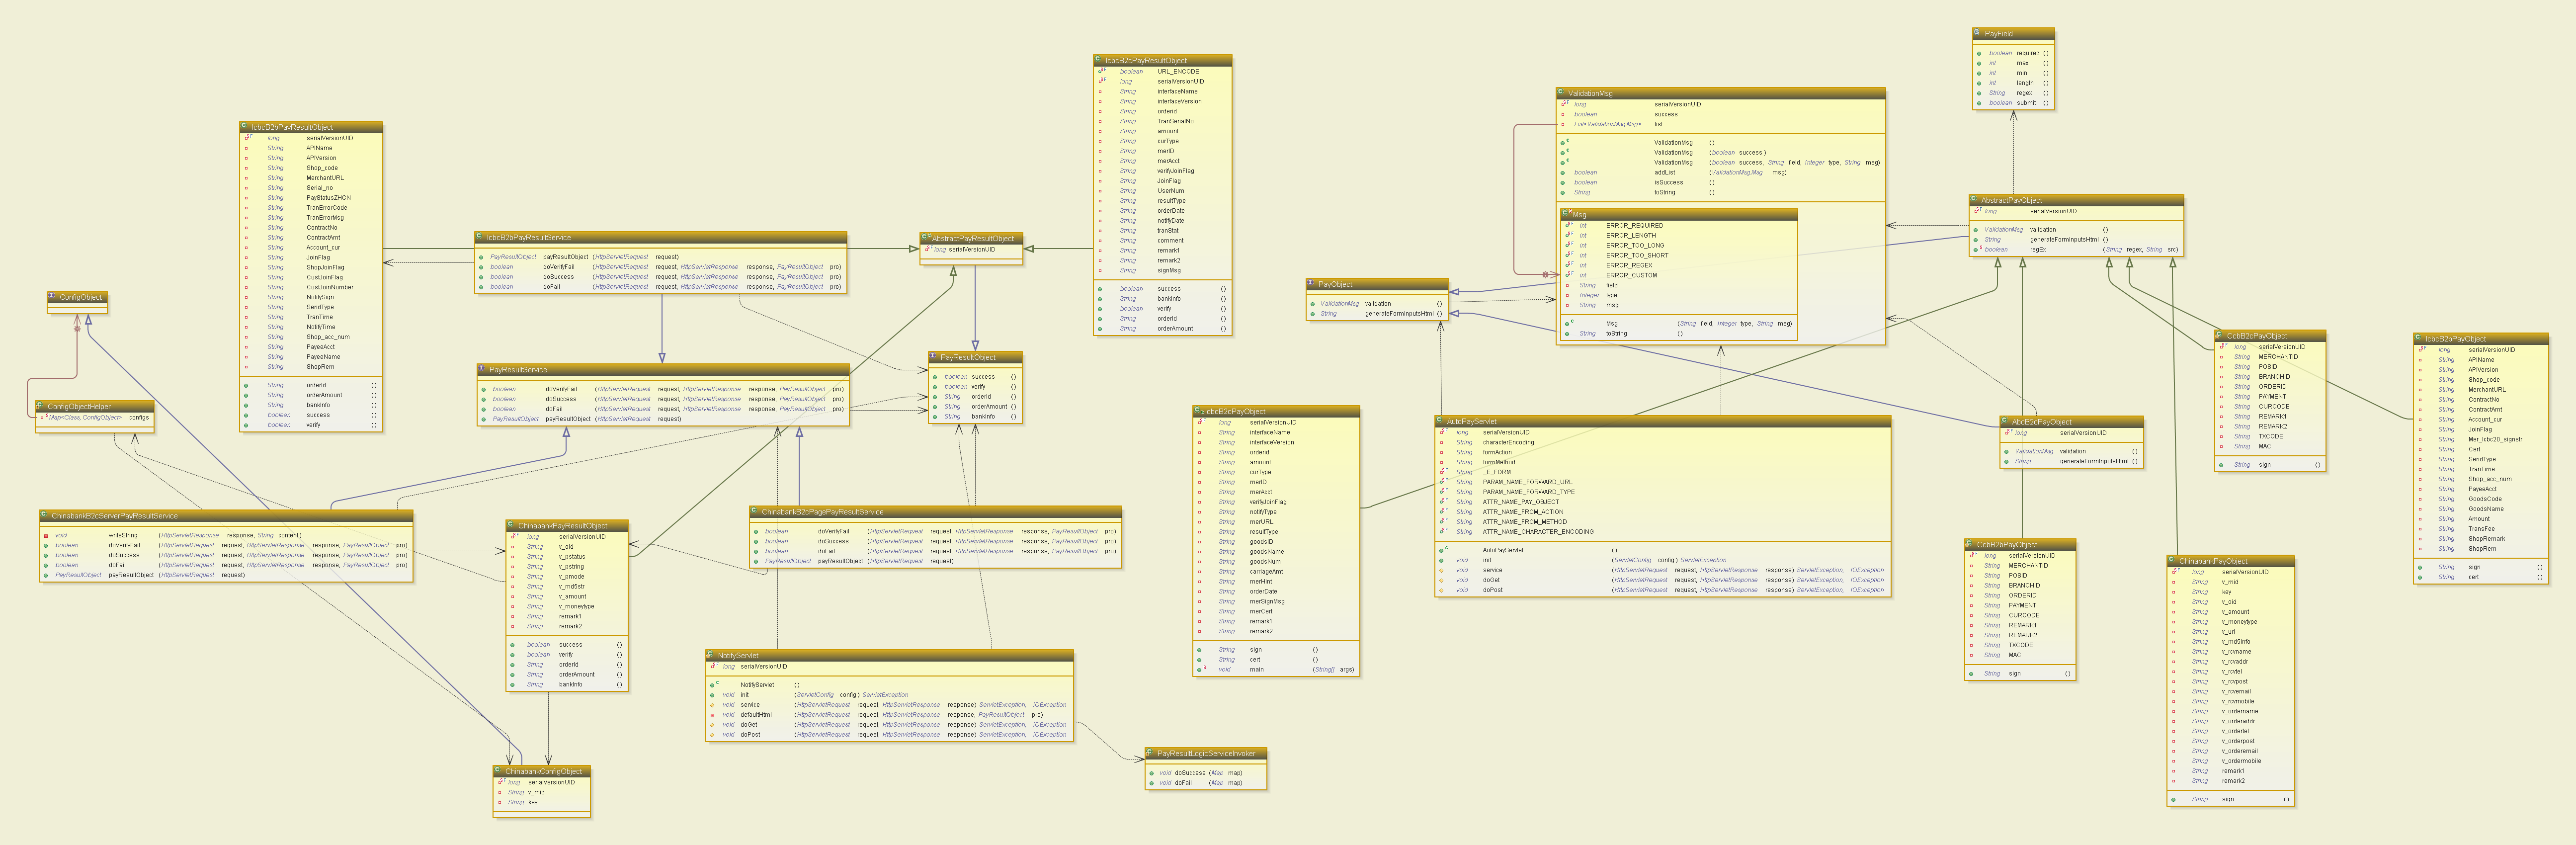 PayField
boolean required ()
int max ()
int min ()
int length ()
String regex ()
boolean submit ()
IcbcB2cPayResultObject
boolean URL_ENCODE
long serialVersionUID
String interfaceName
String interfaceVersion
String orderid
String TranSerialNo
String amount
String curType
String merID
String merAcct
String verifyJoinFlag
String JoinFlag
String UserNum
String resultType
String orderDate
String notifyDate
String tranStat
String comment
String remark1
String remark2
String signMsg
boolean success ()
String bankInfo ()
boolean verify ()
String orderId ()
String orderAmount ()
ValidationMsg
long serialVersionUID
boolean success
List<ValidationMsg.Msg> list
ValidationMsg ()
ValidationMsg (boolean success )
ValidationMsg (boolean success, String field, Integer type, String msg)
boolean addList (ValidationMsg.Msg msg)
boolean isSuccess ()
String toString ()
Msg
int ERROR_REQUIRED
int ERROR_LENGTH
int ERROR_TOO_LONG
int ERROR_TOO_SHORT
int ERROR_REGEX
int ERROR_CUSTOM
String field
Integer type
String msg
Msg (String field, Integer type, String msg)
String toString ()
IcbcB2bPayResultObject
long serialVersionUID
String APIName
String APIVersion
String Shop_code
String MerchantURL
String Serial_no
String PayStatusZHCN
String TranErrorCode
String TranErrorMsg
String ContractNo
String ContractAmt
String Account_cur
String JoinFlag
String ShopJoinFlag
String CustJoinFlag
String CustJoinNumber
String NotifySign
String SendType
String TranTime
String NotifyTime
String Shop_acc_num
String PayeeAcct
String PayeeName
String ShopRem
String orderId ()
String orderAmount ()
String bankInfo ()
boolean success ()
boolean verify ()
AbstractPayObject
long serialVersionUID
ValidationMsg validation ()
String generateFormInputsHtml ()
boolean regEx (String regex, String src)
IcbcB2bPayResultService
PayResultObject payResultObject (HttpServletRequest request)
boolean doVerifyFail (HttpServletRequest request, HttpServletResponse response, PayResultObject pro)
boolean doSuccess (HttpServletRequest request, HttpServletResponse response, PayResultObject pro)
boolean doFail (HttpServletRequest request, HttpServletResponse response, PayResultObject pro)
AbstractPayResultObject
long serialVersionUID
PayObject
ValidationMsg validation ()
String generateFormInputsHtml ()
ConfigObject
PayResultObject
boolean success ()
boolean verify ()
String orderId ()
String orderAmount ()
String bankInfo ()
PayResultService
boolean doVerifyFail (HttpServletRequest request, HttpServletResponse response, PayResultObject pro)
boolean doSuccess (HttpServletRequest request, HttpServletResponse response, PayResultObject pro)
boolean doFail (HttpServletRequest request, HttpServletResponse response, PayResultObject pro)
PayResultObject payResultObject (HttpServletRequest request)
CcbB2cPayObject
long serialVersionUID
String MERCHANTID
String POSID
String BRANCHID
String ORDERID
String PAYMENT
String CURCODE
String REMARK1
String REMARK2
String TXCODE
String MAC
String sign ()
IcbcB2bPayObject
long serialVersionUID
String APIName
String APIVersion
String Shop_code
String MerchantURL
String ContractNo
String ContractAmt
String Account_cur
String JoinFlag
String Mer_Icbc20_signstr
String Cert
String SendType
String TranTime
String Shop_acc_num
String PayeeAcct
String GoodsCode
String GoodsName
String Amount
String TransFee
String ShopRemark
String ShopRem
String sign ()
String cert ()
ConfigObjectHelper
Map<Class, ConfigObject> configs
IcbcB2cPayObject
long serialVersionUID
String interfaceName
String interfaceVersion
String orderid
String amount
String curType
String merID
String merAcct
String verifyJoinFlag
String notifyType
String merURL
String resultType
String goodsID
String goodsName
String goodsNum
String carriageAmt
String merHint
String orderDate
String merSignMsg
String merCert
String remark1
String remark2
String sign ()
String cert ()
void main (String[] args)
AutoPayServlet
long serialVersionUID
String characterEncoding
String formAction
String formMethod
String _E_FORM
String PARAM_NAME_FORWARD_URL
String PARAM_NAME_FORWARD_TYPE
String ATTR_NAME_PAY_OBJECT
String ATTR_NAME_FROM_ACTION
String ATTR_NAME_FROM_METHOD
String ATTR_NAME_CHARACTER_ENCODING
AutoPayServlet ()
void init (ServletConfig config ) ServletException
void service (HttpServletRequest request, HttpServletResponse response) ServletException, IOException
void doGet (HttpServletRequest request, HttpServletResponse response) ServletException, IOException
void doPost (HttpServletRequest request, HttpServletResponse response) ServletException, IOException
AbcB2cPayObject
long serialVersionUID
ValidationMsg validation ()
String generateFormInputsHtml ()
ChinabankB2cServerPayResultService
void writeString (HttpServletResponse response, String content )
boolean doVerifyFail (HttpServletRequest request, HttpServletResponse response, PayResultObject pro)
boolean doSuccess (HttpServletRequest request, HttpServletResponse response, PayResultObject pro)
boolean doFail (HttpServletRequest request, HttpServletResponse response, PayResultObject pro)
PayResultObject payResultObject (HttpServletRequest request)
ChinabankPayResultObject
long serialVersionUID
String v_oid
String v_pstatus
String v_pstring
String v_pmode
String v_md5str
String v_amount
String v_moneytype
String remark1
String remark2
boolean success ()
boolean verify ()
String orderId ()
String orderAmount ()
String bankInfo ()
ChinabankB2cPagePayResultService
boolean doVerifyFail (HttpServletRequest request, HttpServletResponse response, PayResultObject pro)
boolean doSuccess (HttpServletRequest request, HttpServletResponse response, PayResultObject pro)
boolean doFail (HttpServletRequest request, HttpServletResponse response, PayResultObject pro)
PayResultObject payResultObject (HttpServletRequest request)
CcbB2bPayObject
long serialVersionUID
String MERCHANTID
String POSID
String BRANCHID
String ORDERID
String PAYMENT
String CURCODE
String REMARK1
String REMARK2
String TXCODE
String MAC
String sign ()
ChinabankPayObject
long serialVersionUID
String v_mid
String key
String v_oid
String v_amount
String v_moneytype
String v_url
String v_md5info
String v_rcvname
String v_rcvaddr
String v_rcvtel
String v_rcvpost
String v_rcvemail
String v_rcvmobile
String v_ordername
String v_orderaddr
String v_ordertel
String v_orderpost
String v_orderemail
String v_ordermobile
String remark1
String remark2
String sign ()
NotifyServlet
long serialVersionUID
NotifyServlet ()
void init (ServletConfig config ) ServletException
void service (HttpServletRequest request, HttpServletResponse response) ServletException, IOException
void defaultHtml (HttpServletRequest request, HttpServletResponse response, PayResultObject pro)
void doGet (HttpServletRequest request, HttpServletResponse response) ServletException, IOException
void doPost (HttpServletRequest request, HttpServletResponse response) ServletException, IOException
PayResultLogicServiceInvoker
void doSuccess (Map map)
void doFail (Map map)
ChinabankConfigObject
long serialVersionUID
String v_mid
String key